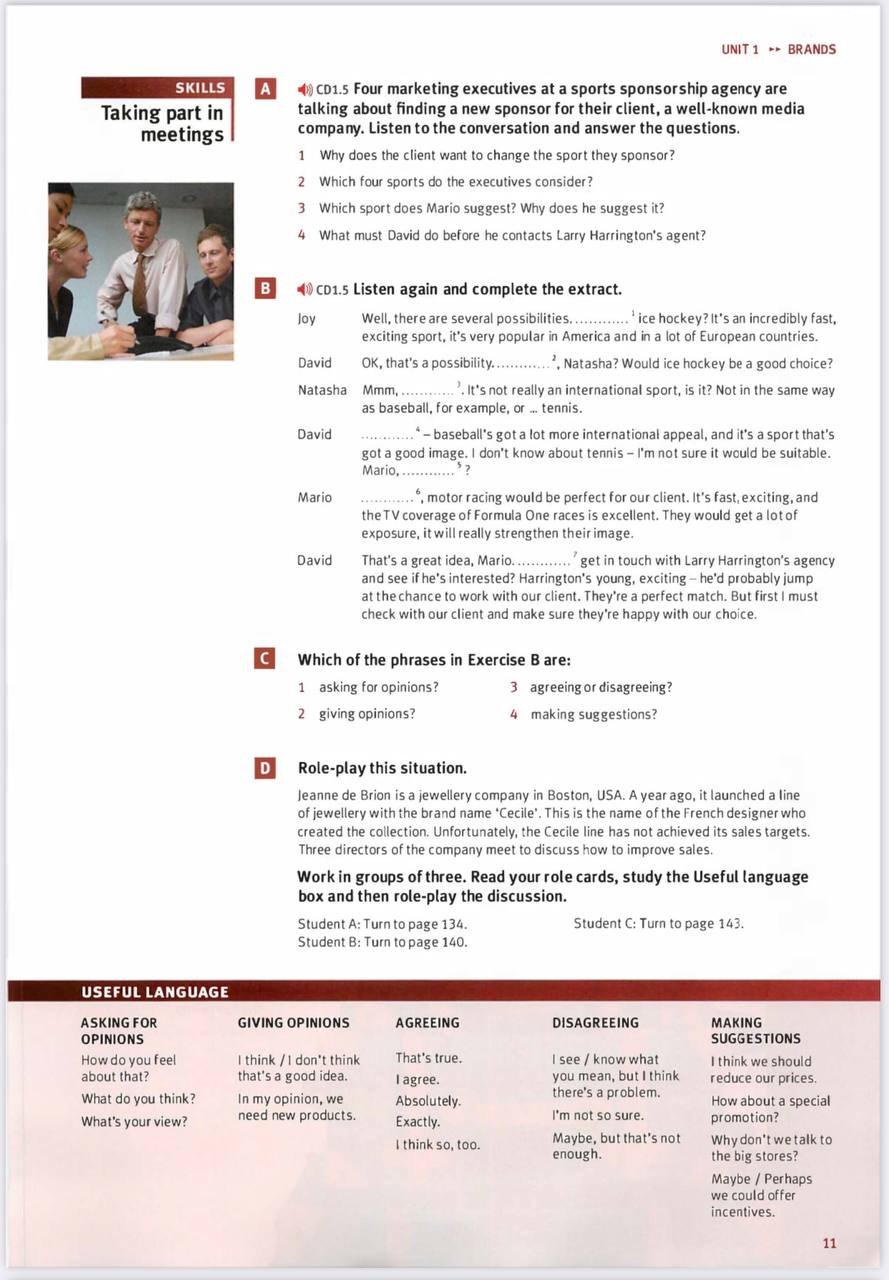 UNIT 1 ►► BRANDS
SKILLS
Taking part in
meetings
A
CD1.5 Four marketing executives at a sports sponsorship agency are
talking about finding a new sponsor for their client, a well-known media
company. Listen to the conversation and answer the questions.
1 Why does the client want to change the sport they sponsor?
2 Which four sports do the executives consider?
3 Which sport does Mario suggest? Why does he suggest it?
4 What must David do before he contacts Larry Harrington's agent?
B
CD1.5 Listen again and complete the extract.
Joy Well, there are several possibilities. ............ ¹ ice hockey? It's an incredibly fast,
exciting sport, it's very popular in America and in a lot of European countries.
David OK, that's a possibility. ............ ², Natasha? Would ice hockey be a good choice?
Natasha Mmm, ............ ³. It's not really an international sport, is it? Not in the same way
as baseball, for example, or ... tennis.
David ............ ⁴ – baseball's got a lot more international appeal, and it's a sport that's
got a good image. I don't know about tennis – I'm not sure it would be suitable.
Mario, ............ ⁵ ?
Mario ............ ⁶, motor racing would be perfect for our client. It's fast, exciting, and
the TV coverage of Formula One races is excellent. They would get a lot of
exposure, it will really strengthen their image.
David That's a great idea, Mario. ............ ⁷ get in touch with Larry Harrington's agency
and see if he's interested? Harrington's young, exciting – he'd probably jump
at the chance to work with our client. They're a perfect match. But first I must
check with our client and make sure they're happy with our choice.
C
Which of the phrases in Exercise B are:
1 asking for opinions? 3 agreeing or disagreeing?
2 giving opinions? 4 making suggestions?
D
Role-play this situation.
Jeanne de Brion is a jewellery company in Boston, USA. A year ago, it launched a line
of jewellery with the brand name 'Cecile'. This is the name of the French designer who
created the collection. Unfortunately, the Cecile line has not achieved its sales targets.
Three directors of the company meet to discuss how to improve sales.
Work in groups of three. Read your role cards, study the Useful language
box and then role-play the discussion.
Student A: Turn to page 134. Student C: Turn to page 143.
Student B: Turn to page 140.
USEFUL LANGUAGE
ASKING FOR
OPINIONS
How do you feel
about that?
What do you think?
What's your view?
GIVING OPINIONS
I think / I don't think
that's a good idea.
In my opinion, we
need new products.
AGREEING
That's true.
I agree.
Absolutely.
Exactly.
I think so, too.
DISAGREEING
I see / know what
you mean, but I think
there's a problem.
I'm not so sure.
Maybe, but that's not
enough.
MAKING
SUGGESTIONS
I think we should
reduce our prices.
How about a special
promotion?
Why don't we talk to
the big stores?
Maybe / Perhaps
we could offer
incentives.
11